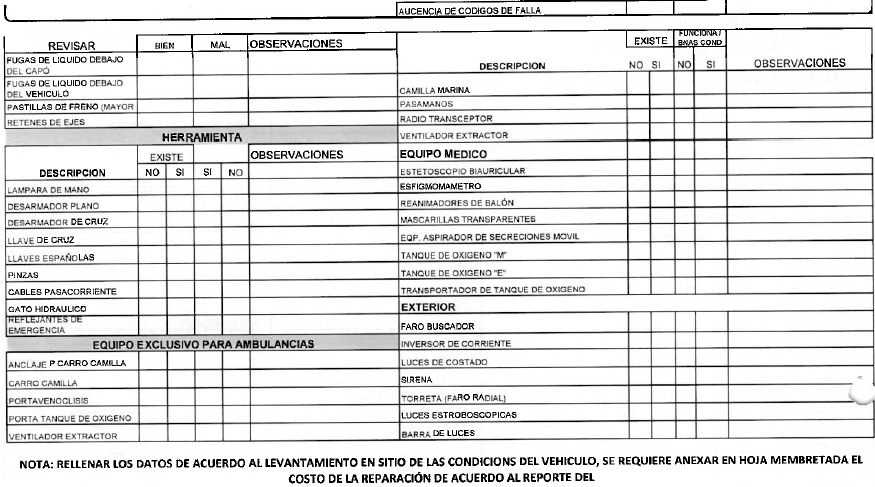 AUCENCIA DE CODIGOS DE FALLA
REVISAR BIEN MAL OBSERVACIONES
FUGAS DE LIQUIDO DEBAJO
DEL CAPÓ
FUGAS DE LIQUIDO DEBAJO
DEL VEHICULO
PASTILLAS DE FRENO (MAYOR
RETENES DE EJES
HERRAMIENTA
EXISTE OBSERVACIONES
DESCRIPCION NO SI SI NO
LAMPARA DE MANO
DESARMADOR PLANO
DESARMADOR DE CRUZ
LLAVE DE CRUZ
LLAVES ESPAÑOLAS
PINZAS
CABLES PASACORRIENTE
GATO HIDRAULICO
REFLEJANTES DE
EMERGENCIA
EQUIPO EXCLUSIVO PARA AMBULANCIAS
ANCLAJE P CARRO CAMILLA
CARRO CAMILLA
PORTAVENOCLISIS
PORTA TANQUE DE OXIGENO
VENTILADOR EXTRACTOR
EXISTE FUNCIONA /
BNAS COND
DESCRIPCION NO SI NO SI OBSERVACIONES
CAMILLA MARINA
PASAMANOS
RADIO TRANSCEPTOR
VENTILADOR EXTRACTOR
EQUIPO MEDICO
ESTETOSCOPIO BIAURICULAR
ESFIGMOMAMETRO
REANIMADORES DE BALÓN
MASCARILLAS TRANSPARENTES
EQP. ASPIRADOR DE SECRECIONES MOVIL
TANQUE DE OXIGENO "M"
TANQUE DE OXIGENO "E"
TRANSPORTADOR DE TANQUE DE OXIGENO
EXTERIOR
FARO BUSCADOR
INVERSOR DE CORRIENTE
LUCES DE COSTADO
SIRENA
TORRETA (FARO RADIAL)
LUCES ESTROBOSCOPICAS
BARRA DE LUCES
NOTA: RELLENAR LOS DATOS DE ACUERDO AL LEVANTAMIENTO EN SITIO DE LAS CONDICIONS DEL VEHICULO, SE REQUIERE ANEXAR EN HOJA MEMBRETADA EL
COSTO DE LA REPARACIÓN DE ACUERDO AL REPORTE DEL